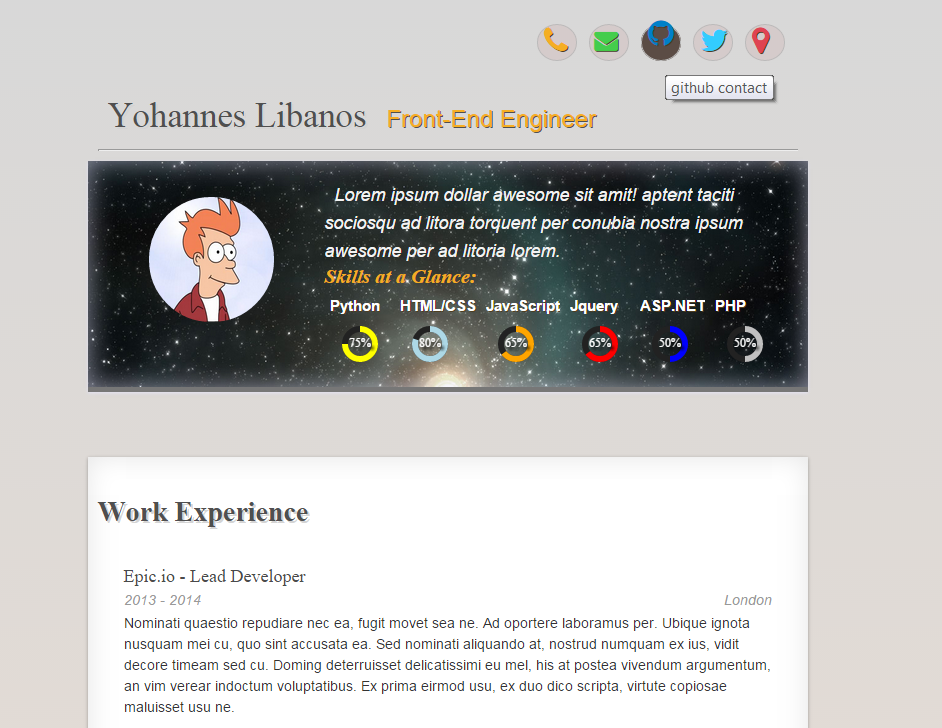 github contact
Yohannes Libanos Front-End Engineer
Lorem ipsum dollar awesome sit amit! aptent taciti
sociosqu ad litora torquent per conubia nostra ipsum
awesome per ad litoria lorem.
Skills at a Glance:
Python HTML/CSS JavaScript Jquery ASP.NET PHP
75% 80% 65% 65% 50% 50%
Work Experience
Epic.io - Lead Developer
2013 - 2014 London
Nominati quaestio repudiare nec ea, fugit movet sea ne. Ad oportere laboramus per. Ubique ignota
nusquam mei cu, quo sint accusata ea. Sed nominati aliquando at, nostrud numquam ex ius, vidit
decore timeam sed cu. Doming deterruisset delicatissimi eu mel, his at postea vivendum argumentum,
an vim verear indoctum voluptatibus. Ex prima eirmod usu, ex duo dico scripta, virtute copiosae
maluisset usu ne.